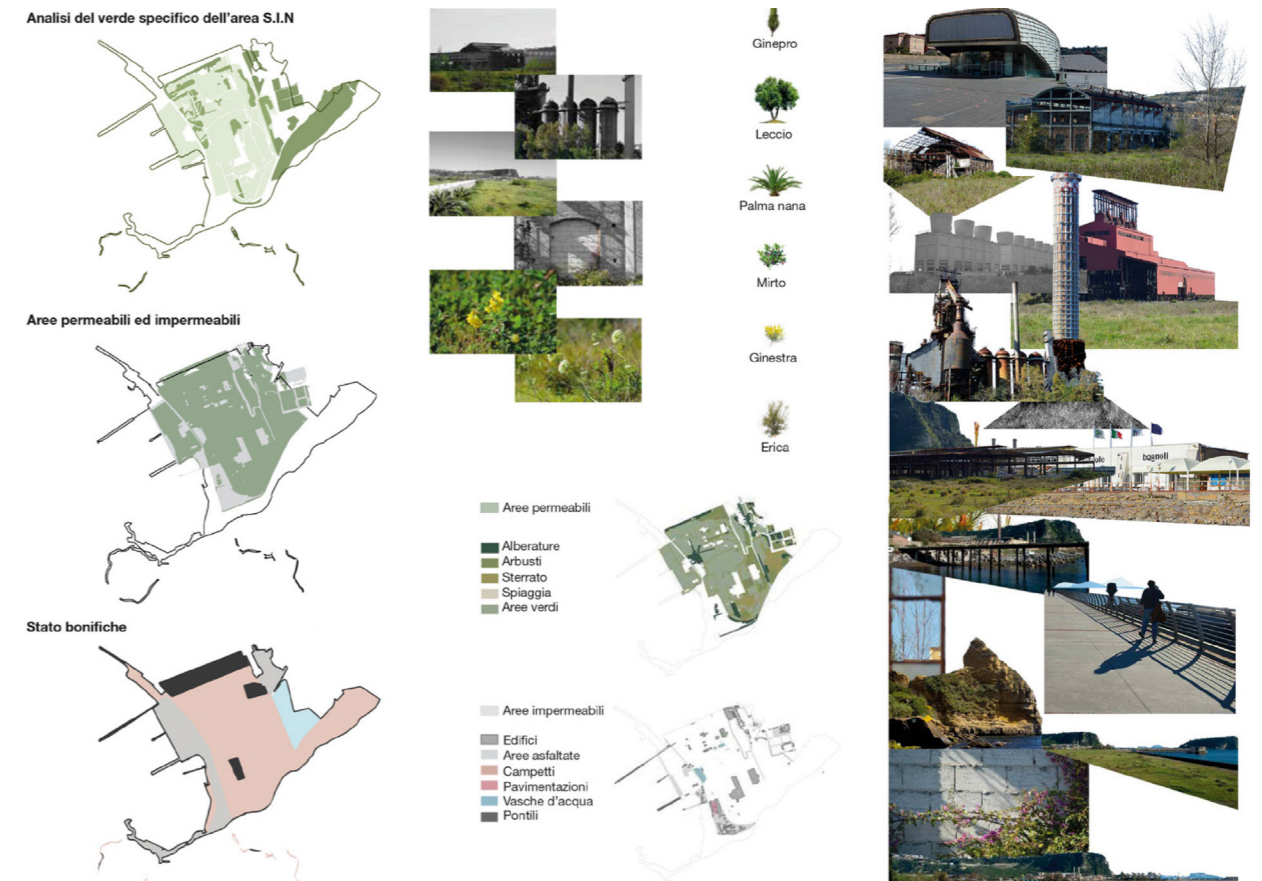 Analisi del verde specifico dell'area S.I.N
Aree permeabili ed impermeabili
Stato bonifiche
Ginepro
Leccio
Palma nana
Mirto
Ginestra
Erica
Aree permeabili
Alberature
Arbusti
Sterrato
Spiaggia
Aree verdi
Aree impermeabili
Edifici
Aree asfaltate
Campetti
Pavimentazioni
Vasche d'acqua
Pontili
bagnoli